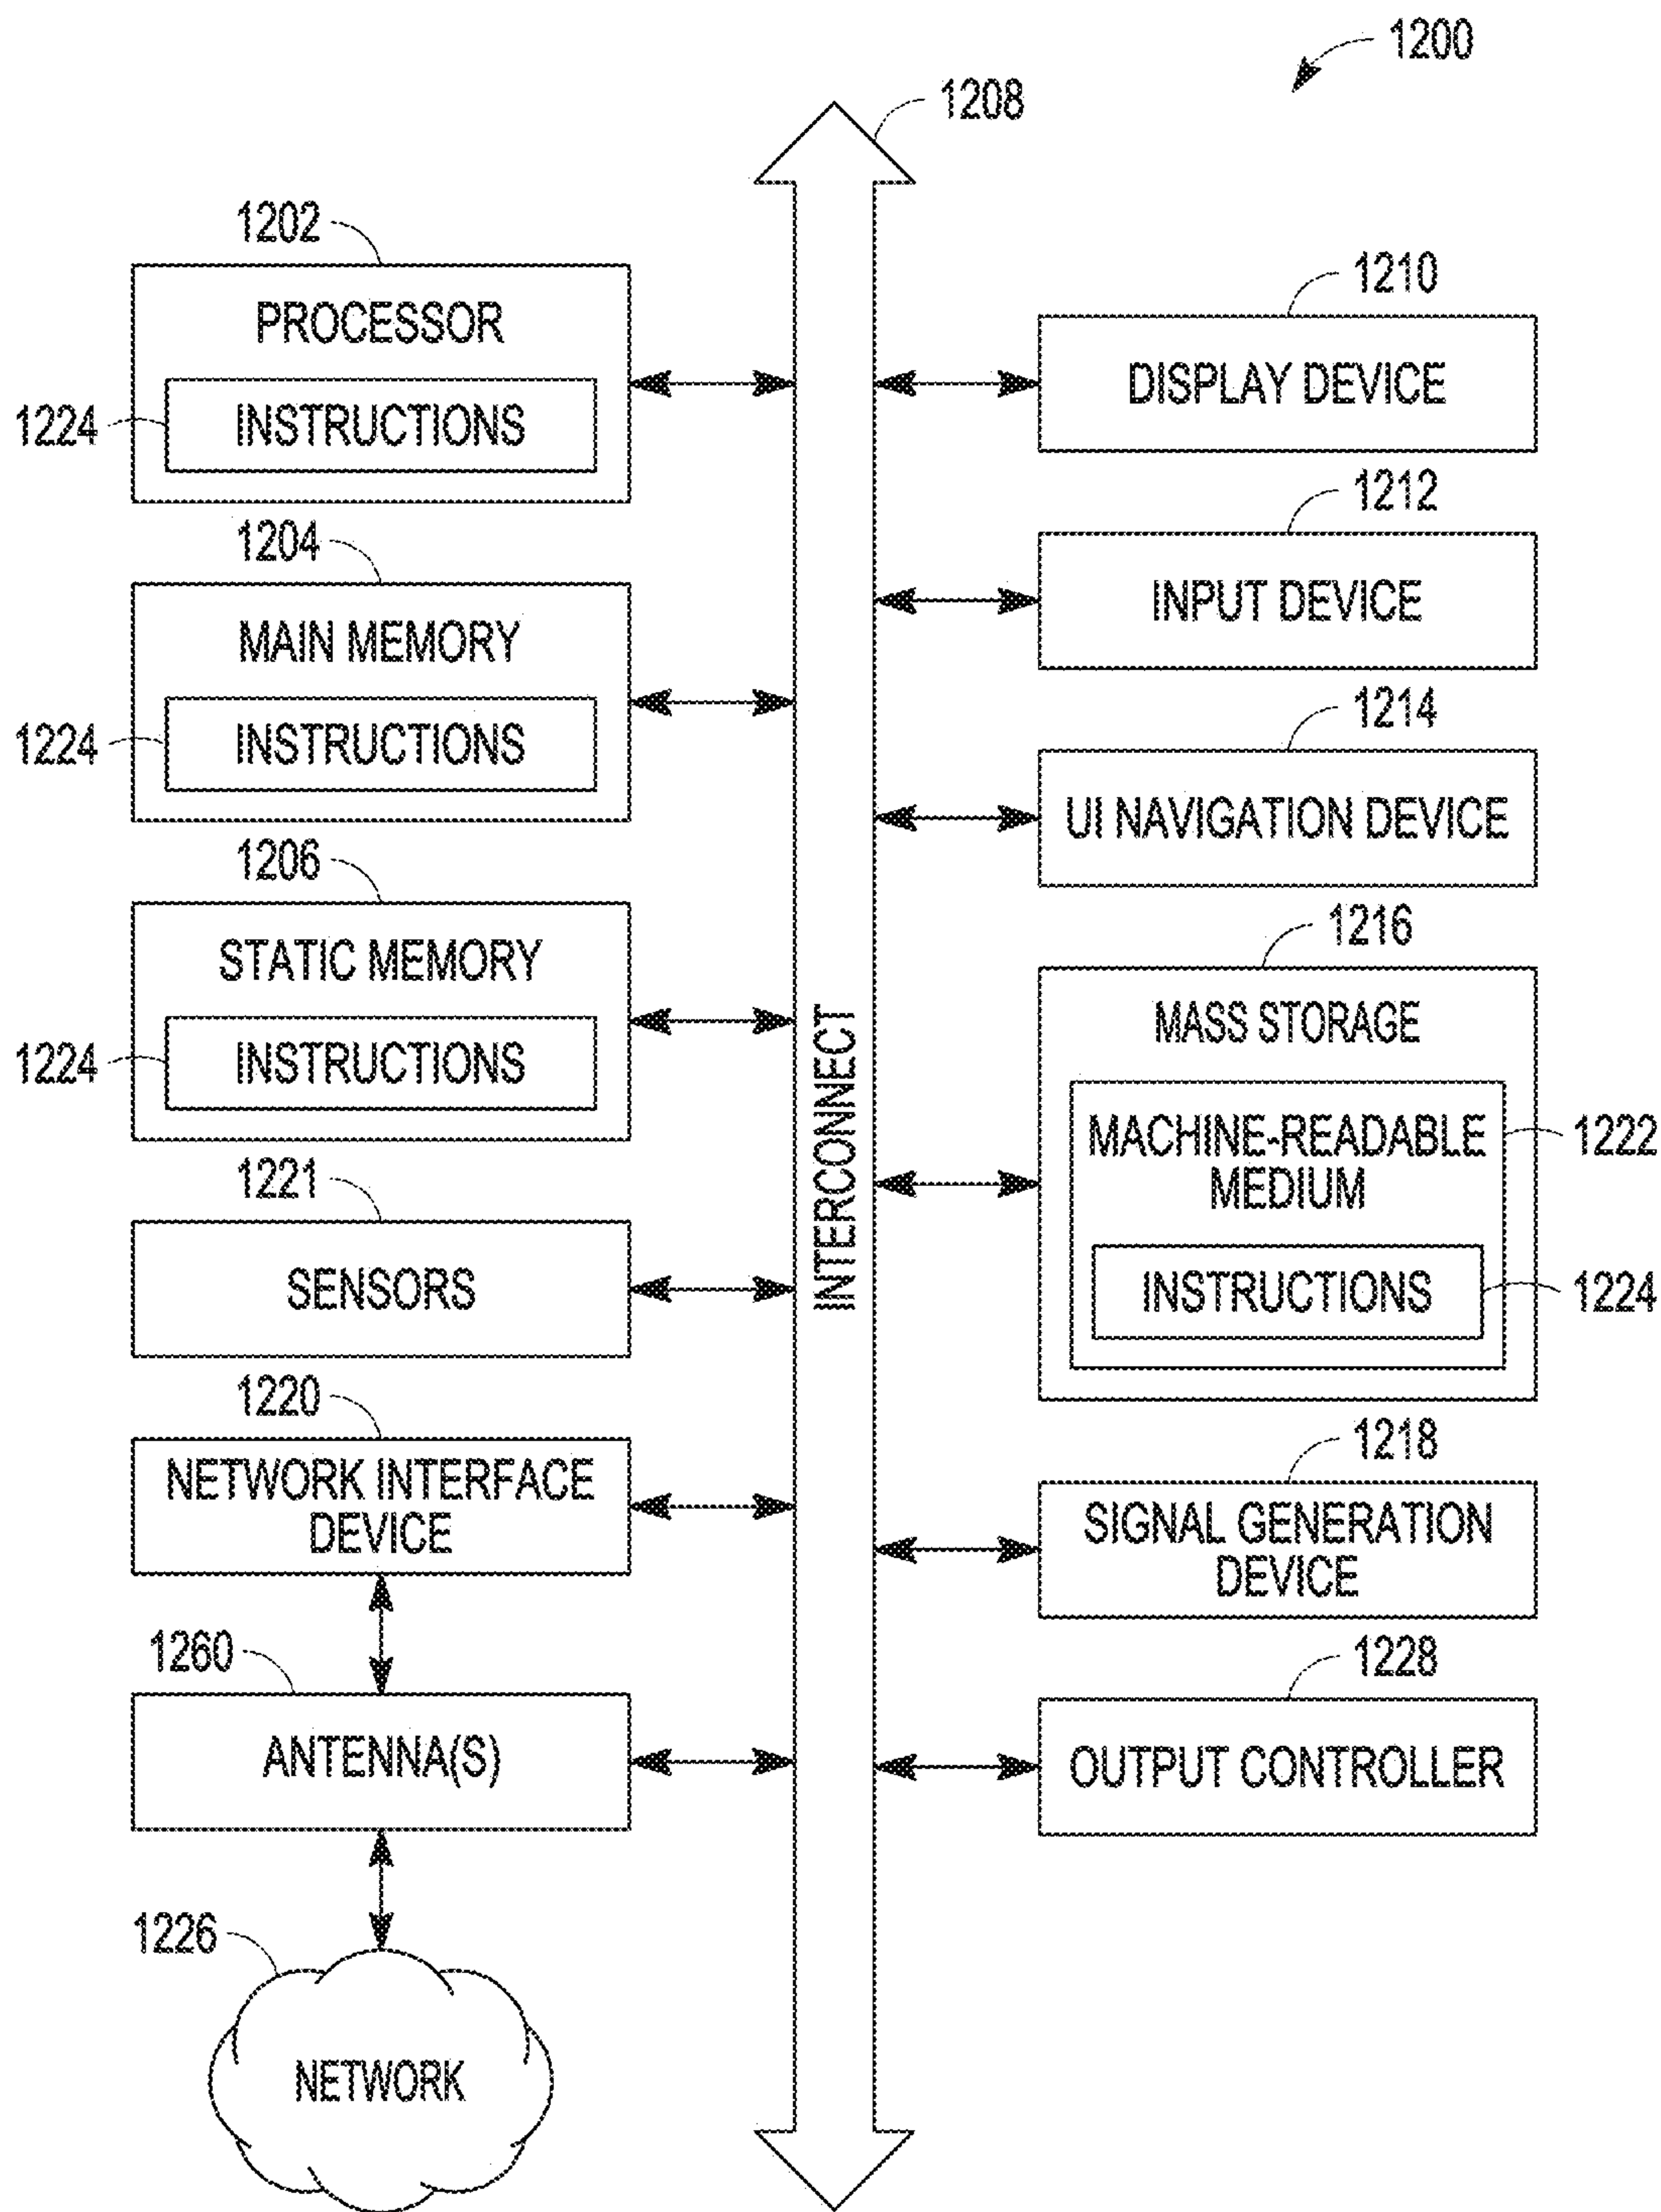 1200
1208
1202
PROCESSOR
1224
INSTRUCTIONS
1204
MAIN MEMORY
1224
INSTRUCTIONS
1206
STATIC MEMORY
1224
INSTRUCTIONS
1221
SENSORS
1220
NETWORK INTERFACE
DEVICE
1260
ANTENNA(S)
1226
NETWORK
INTERCONNECT
1210
DISPLAY DEVICE
1212
INPUT DEVICE
1214
UI NAVIGATION DEVICE
1216
MASS STORAGE
MACHINE-READABLE
MEDIUM
1222
INSTRUCTIONS
1224
1218
SIGNAL GENERATION
DEVICE
1228
OUTPUT CONTROLLER